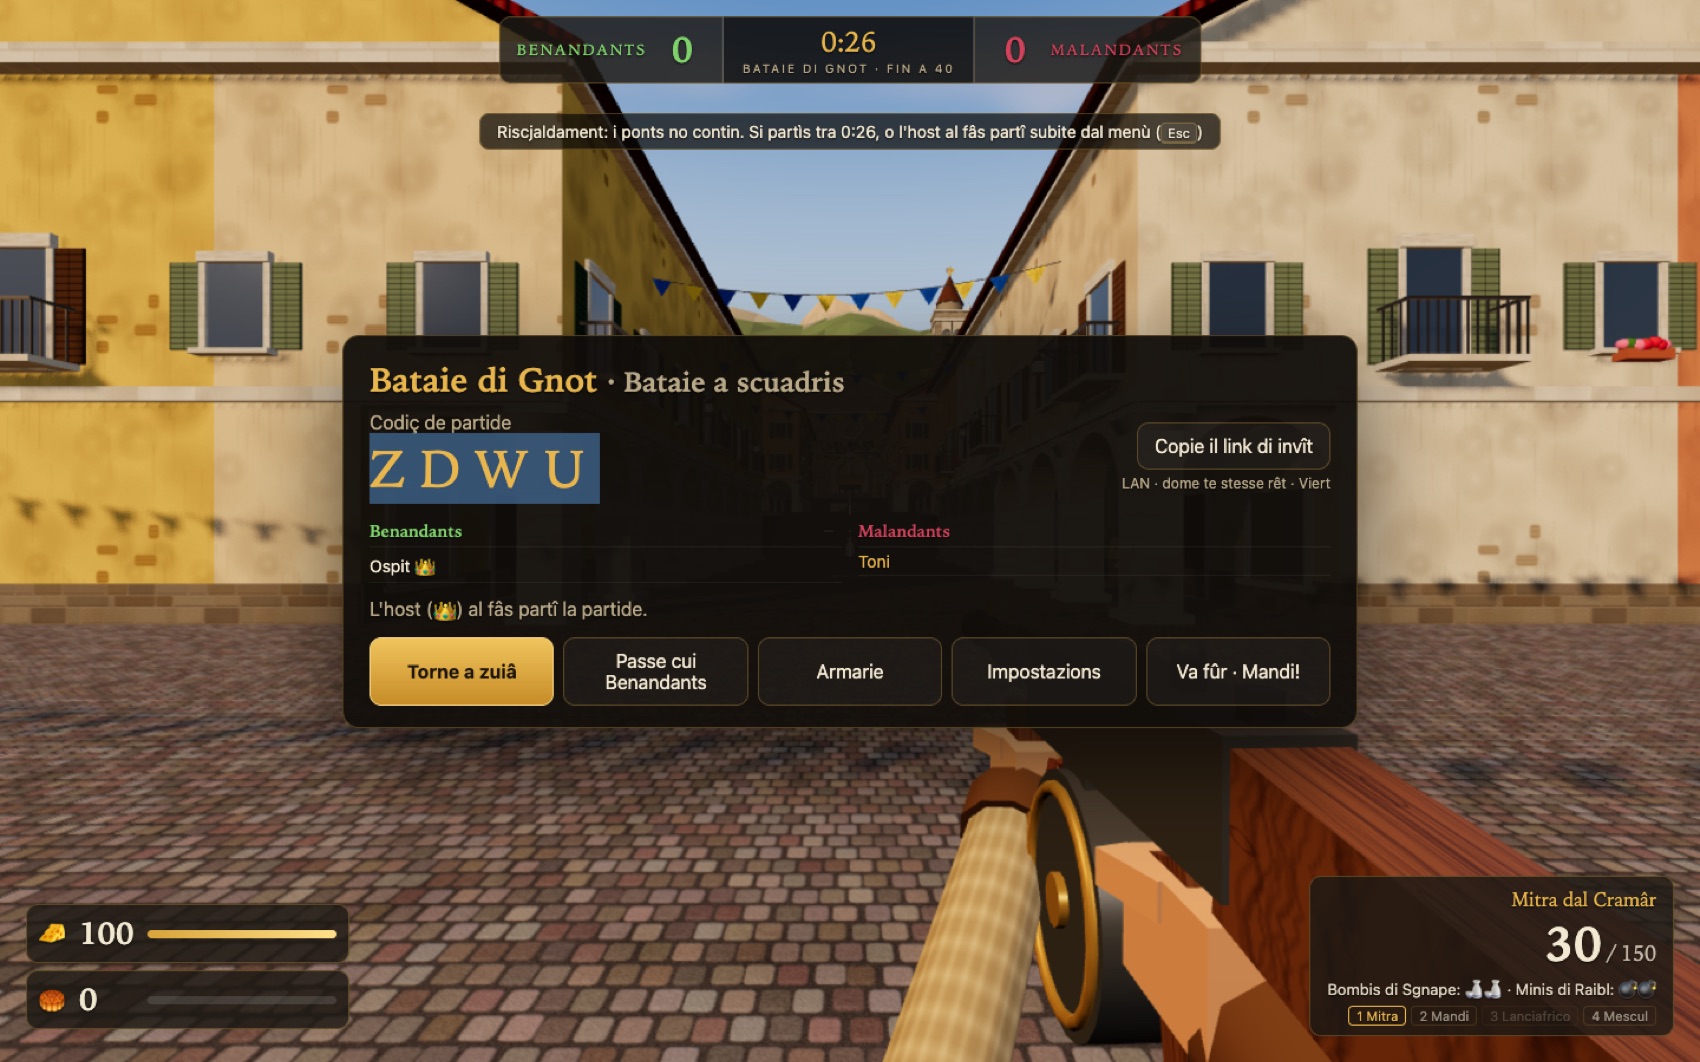 BENANDANTS 0
0:26
BATAIE DI GNOT · FIN A 40
0 MALANDANTS
Riscjaldament: i ponts no contin. Si partìs tra 0:26, o l'host al fâs partî subite dal menù ( Esc )
Bataie di Gnot · Bataie a scuadris
Codiç de partide
ZDWU
Copie il link di invît
LAN · dome te stesse rêt · Viert
Benandants
Ospit
Malandants
Toni
L'host ( ) al fâs partî la partide.
Torne a zuiâ
Passe cui
Benandants
Armarie
Impostazions
Va fûr · Mandi!
100
0
Mitra dal Cramâr
30 / 150
Bombis di Sgnape: · Minis di Raibl:
1 Mitra 2 Mandi 3 Lanciafrico 4 Mescul